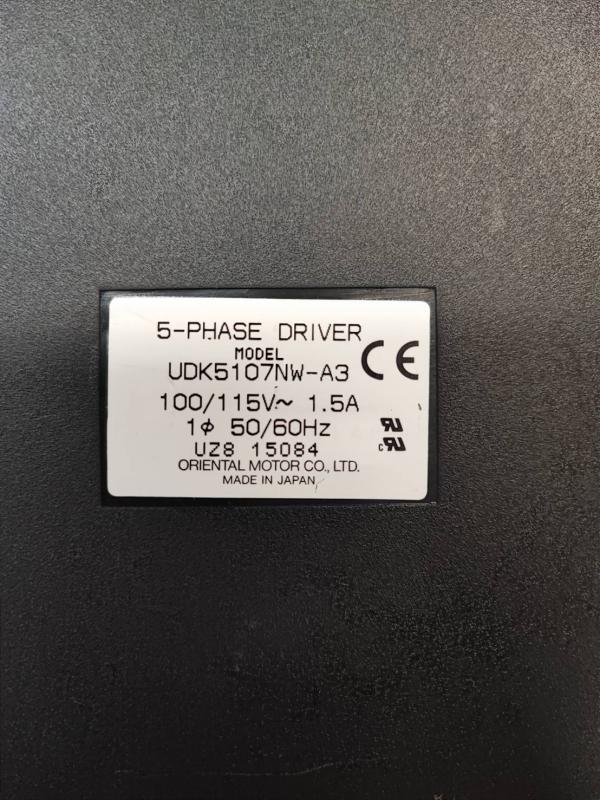 5-PHASE DRIVER
MODEL
UDK5107NW-A3
CE
100/115V~ 1.5A
1ϕ 50/60Hz
UZ8 15084
ORIENTAL MOTOR CO., LTD.
MADE IN JAPAN